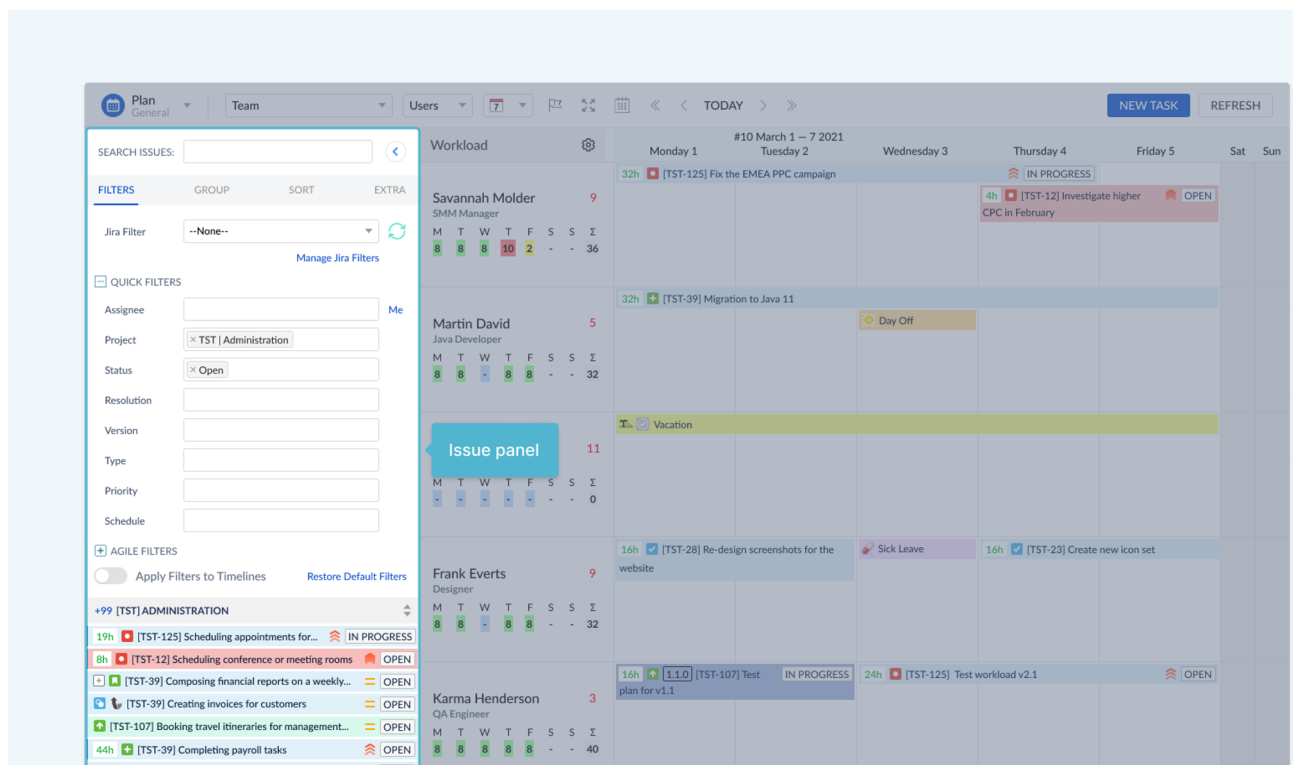 Plan
General
Team
Users
7
TODAY
NEW TASK
REFRESH
SEARCH ISSUES:
FILTERS GROUP SORT EXTRA
Jira Filter --None--
Manage Jira Filters
QUICK FILTERS
Assignee Me
Project × TST | Administration
Status × Open
Resolution
Version
Type
Priority
Schedule
AGILE FILTERS
Apply Filters to Timelines Restore Default Filters
+99 [TST] ADMINISTRATION
19h [TST-125] Scheduling appointments for... IN PROGRESS
8h [TST-12] Scheduling conference or meeting rooms OPEN
[TST-39] Composing financial reports on a weekly... OPEN
[TST-39] Creating invoices for customers OPEN
[TST-107] Booking travel itineraries for management... OPEN
44h [TST-39] Completing payroll tasks OPEN
Issue panel
Workload
#10 March 1 – 7 2021
Monday 1 Tuesday 2 Wednesday 3 Thursday 4 Friday 5 Sat Sun
Savannah Molder 9
SMM Manager
M T W T F S S Σ
8 8 8 10 2 - - 36
32h [TST-125] Fix the EMEA PPC campaign IN PROGRESS
4h [TST-12] Investigate higher OPEN
CPC in February
Martin David 5
Java Developer
M T W T F S S Σ
8 8 - 8 8 - - 32
32h [TST-39] Migration to Java 11
Day Off
11
M T W T F S S Σ
- - - - - - - 0
Vacation
Frank Everts 9
Designer
M T W T F S S Σ
8 8 - 8 8 - - 32
16h [TST-28] Re-design screenshots for the
website
Sick Leave
16h [TST-23] Create new icon set
Karma Henderson 3
QA Engineer
M T W T F S S Σ
8 8 8 8 8 - - 40
16h 1.1.0 [TST-107] Test IN PROGRESS
plan for v1.1
24h [TST-125] Test workload v2.1 OPEN